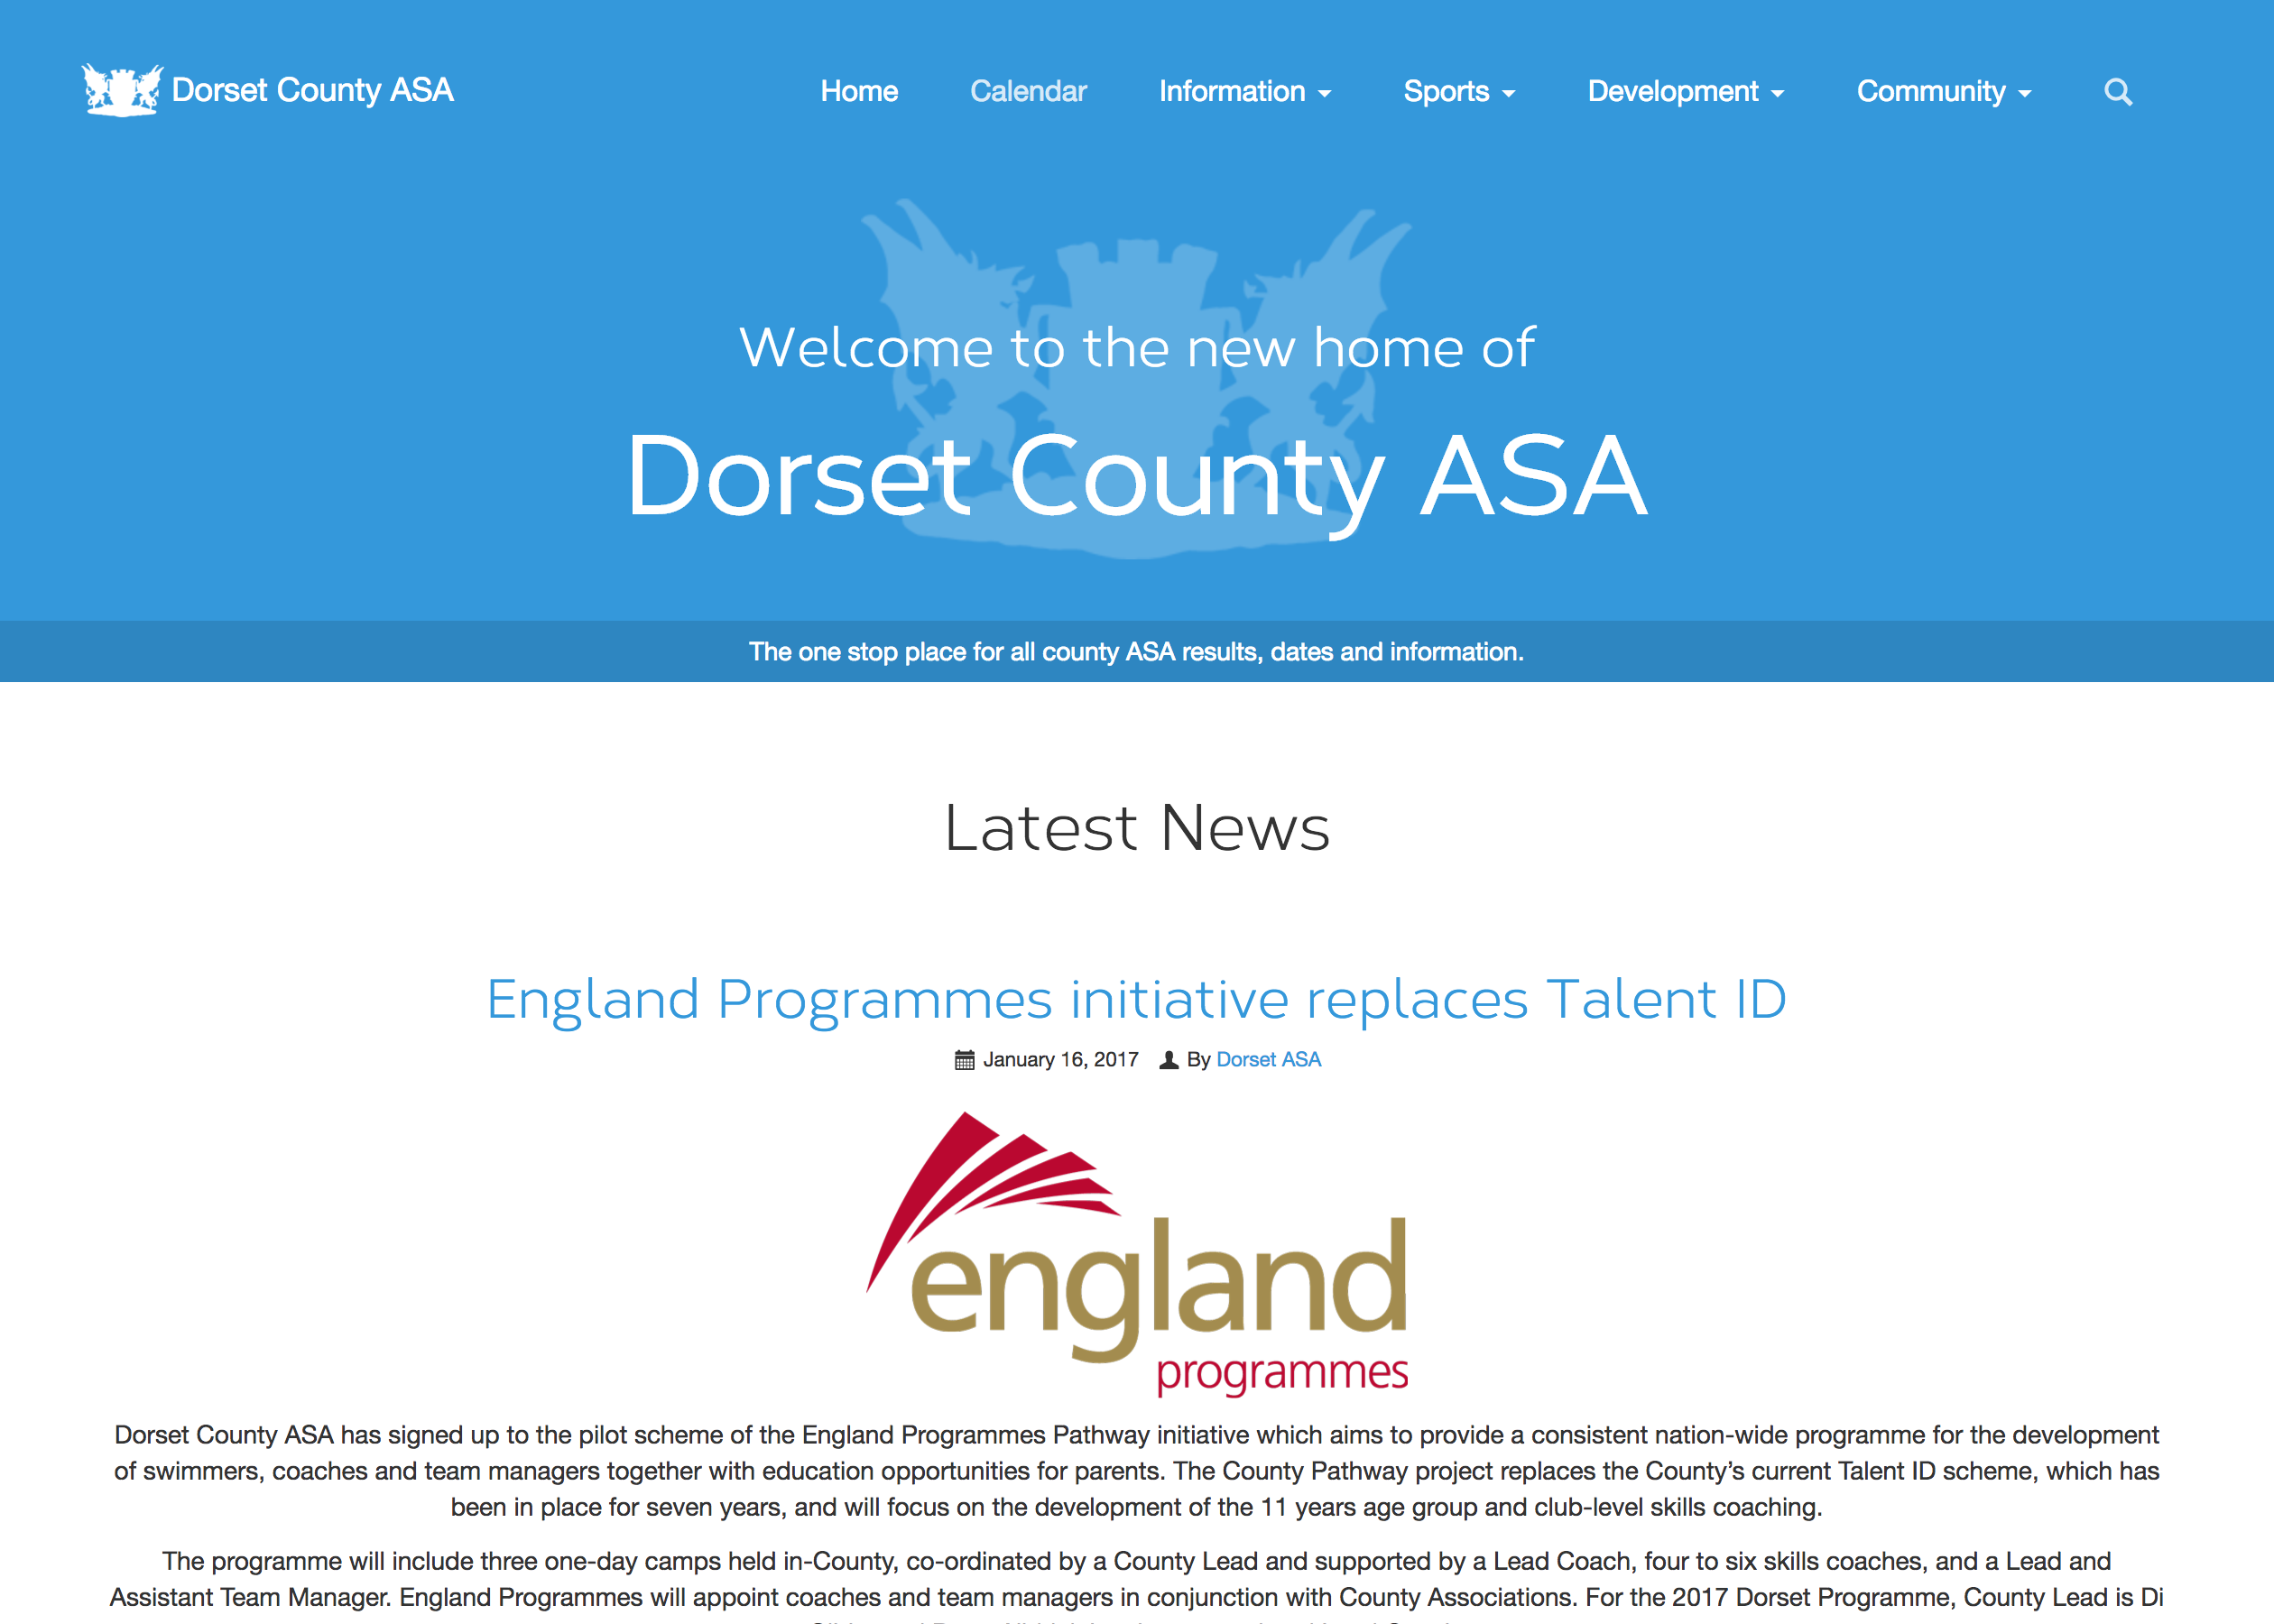 Dorset County ASA
Home Calendar Information Sports Development Community
Welcome to the new home of
Dorset County ASA
The one stop place for all county ASA results, dates and information.
Latest News
England Programmes initiative replaces Talent ID
January 16, 2017 By Dorset ASA
england
programmes
Dorset County ASA has signed up to the pilot scheme of the England Programmes Pathway initiative which aims to provide a consistent nation-wide programme for the development
of swimmers, coaches and team managers together with education opportunities for parents. The County Pathway project replaces the County’s current Talent ID scheme, which has
been in place for seven years, and will focus on the development of the 11 years age group and club-level skills coaching.
The programme will include three one-day camps held in-County, co-ordinated by a County Lead and supported by a Lead Coach, four to six skills coaches, and a Lead and
Assistant Team Manager. England Programmes will appoint coaches and team managers in conjunction with County Associations. For the 2017 Dorset Programme, County Lead is Di